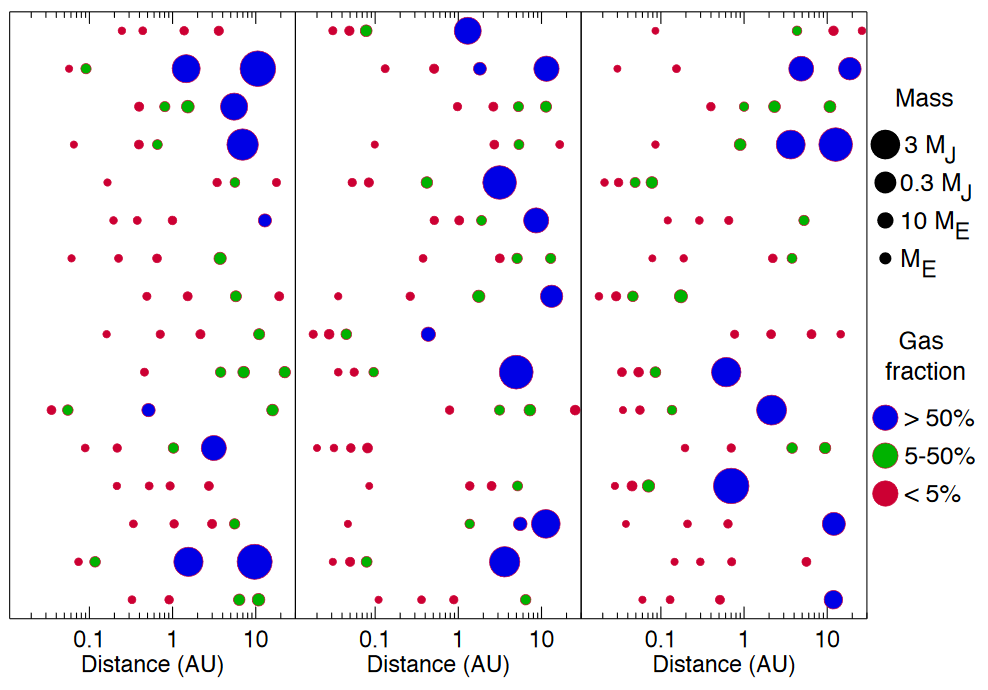 Mass
3 MJ
0.3 MJ
10 ME
ME
Gas
fraction
> 50%
5-50%
< 5%
0.1 1 10 0.1 1 10 0.1 1 10
Distance (AU) Distance (AU) Distance (AU)